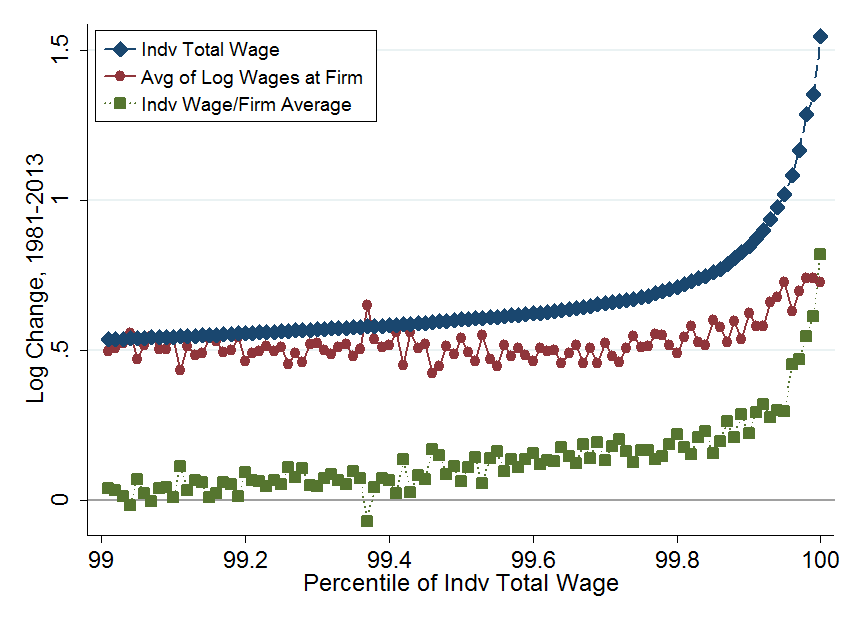 Indv Total Wage
Avg of Log Wages at Firm
Indv Wage/Firm Average
Log Change, 1981-2013
1.5
1
.5
0
99
99.2
99.4
99.6
99.8
100
Percentile of Indv Total Wage